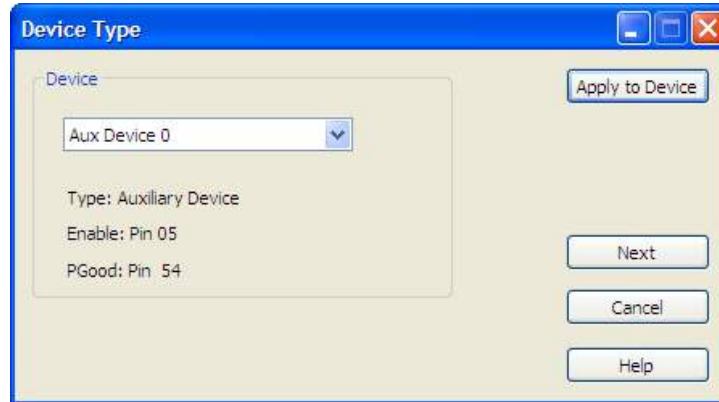 Device Type
Device
Apply to Device
Aux Device 0
Type: Auxiliary Device
Enable: Pin 05
PGood: Pin  54
Next
Cancel
Help